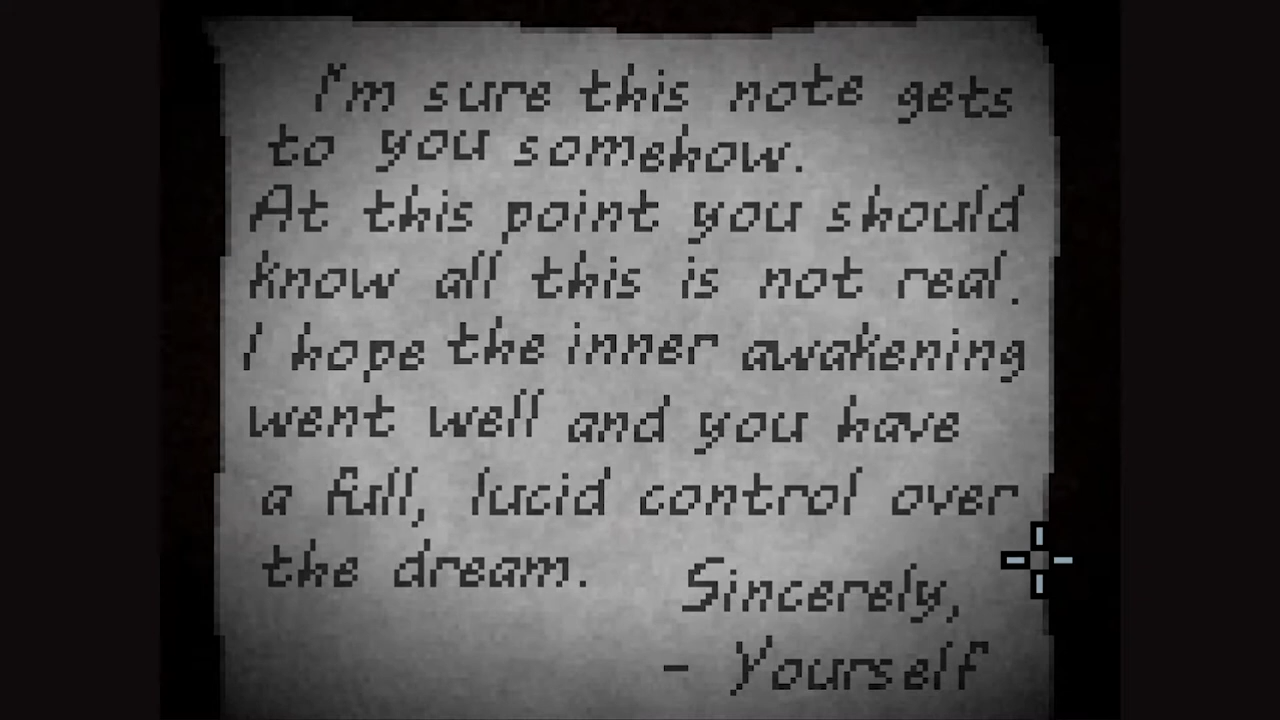 I'm sure this note gets
to you somehow.
At this point you should
know all this is not real.
I hope the inner awakening
went well and you have
a full, lucid control over
the dream.
Sincerely,
- Yourself